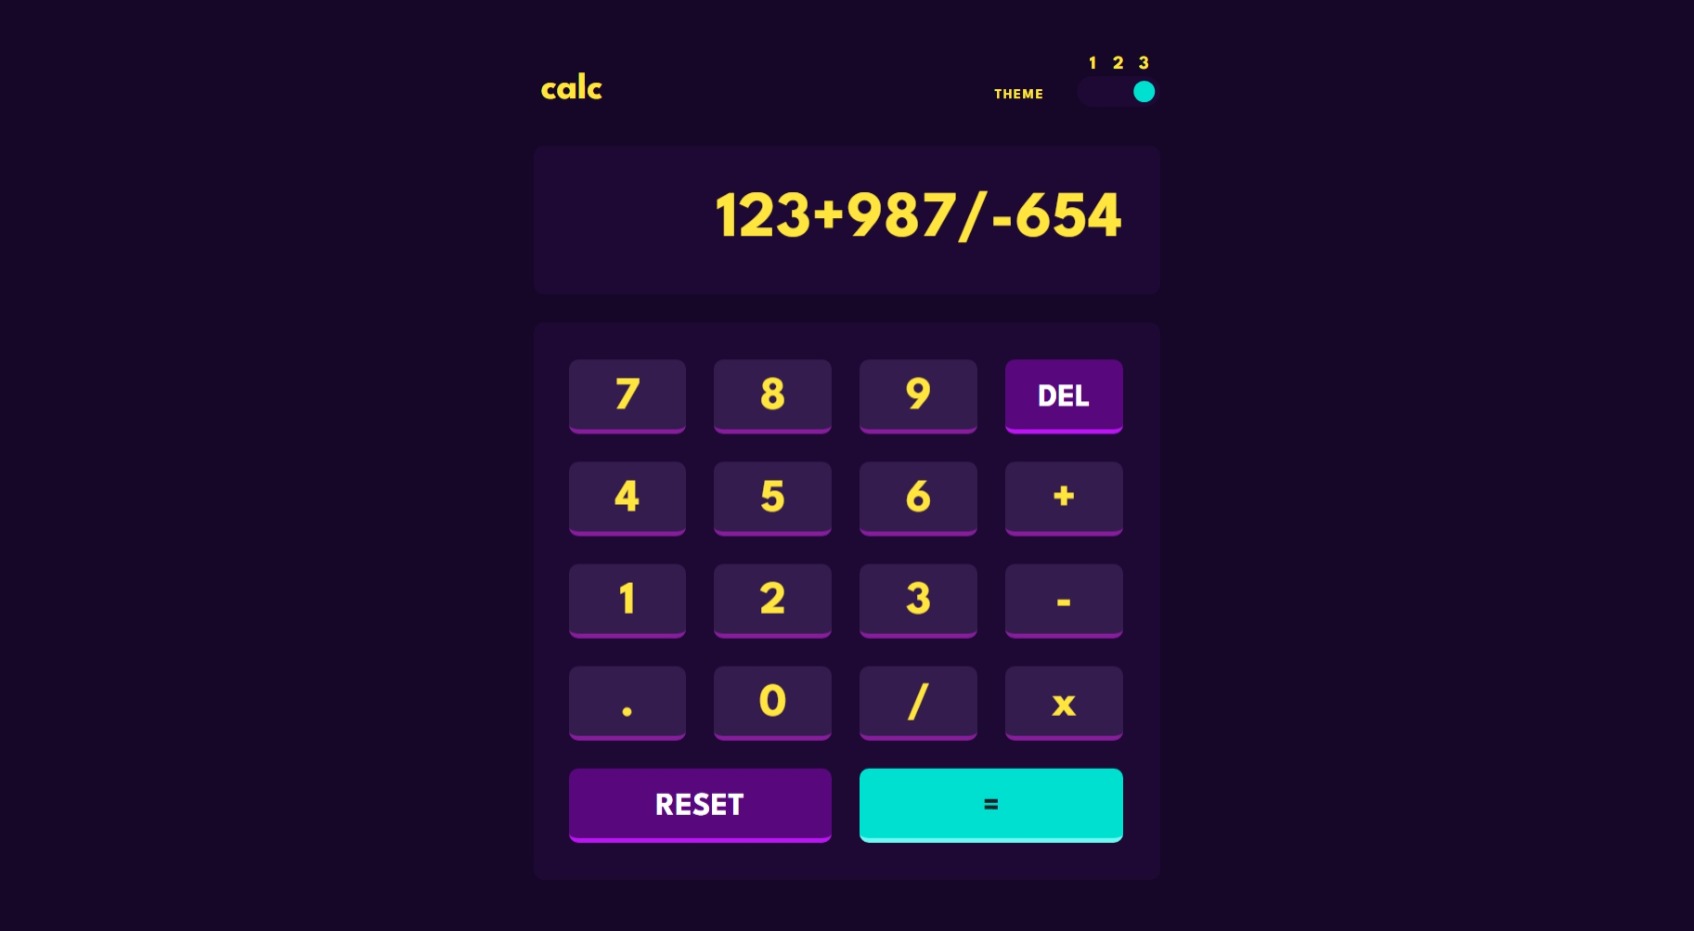 1 2 3
calc THEME
123+987/-654
7 8 9 DEL
4 5 6 +
1 2 3 -
. 0 / x
RESET =